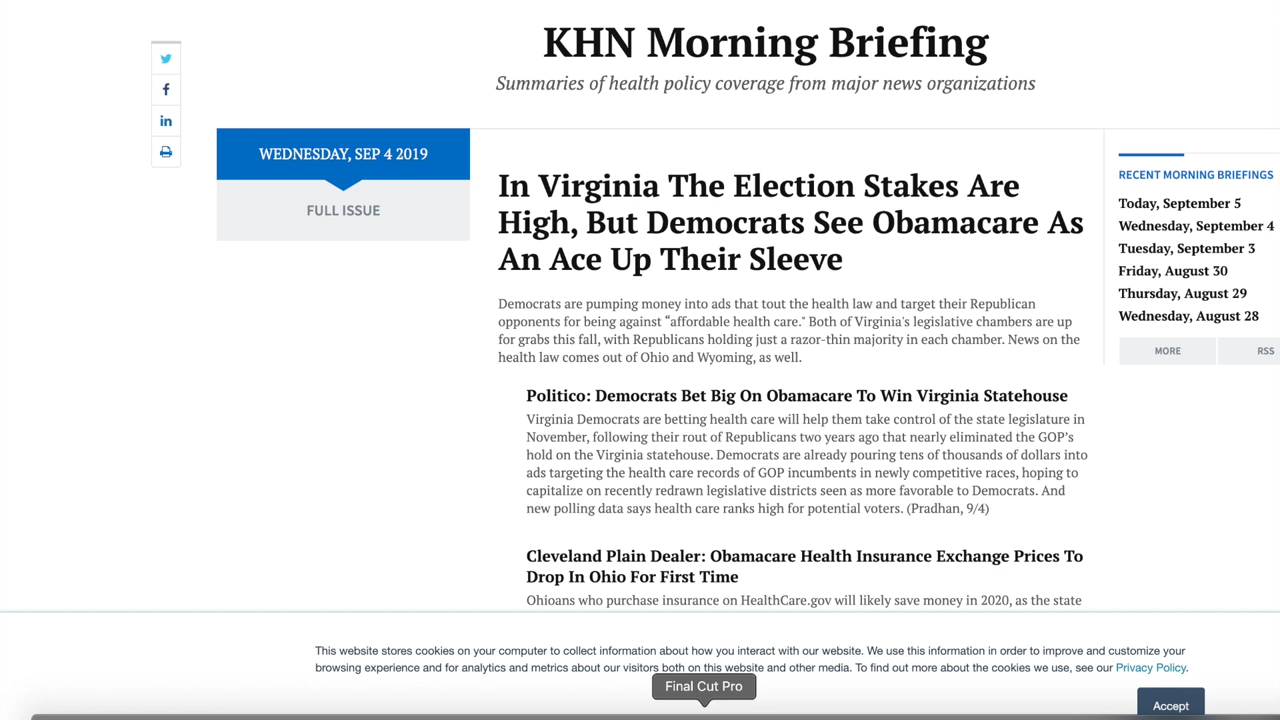 KHN Morning Briefing
Summaries of health policy coverage from major news organizations
WEDNESDAY, SEP 4 2019
FULL ISSUE
In Virginia The Election Stakes Are
High, But Democrats See Obamacare As
An Ace Up Their Sleeve
Democrats are pumping money into ads that tout the health law and target their Republican
opponents for being against “affordable health care." Both of Virginia's legislative chambers are up
for grabs this fall, with Republicans holding just a razor-thin majority in each chamber. News on the
health law comes out of Ohio and Wyoming, as well.
Politico: Democrats Bet Big On Obamacare To Win Virginia Statehouse
Virginia Democrats are betting health care will help them take control of the state legislature in
November, following their rout of Republicans two years ago that nearly eliminated the GOP’s
hold on the Virginia statehouse. Democrats are already pouring tens of thousands of dollars into
ads targeting the health care records of GOP incumbents in newly competitive races, hoping to
capitalize on recently redrawn legislative districts seen as more favorable to Democrats. And
new polling data says health care ranks high for potential voters. (Pradhan, 9/4)
Cleveland Plain Dealer: Obamacare Health Insurance Exchange Prices To
Drop In Ohio For First Time
Ohioans who purchase insurance on HealthCare.gov will likely save money in 2020, as the state
RECENT MORNING BRIEFINGS
Today, September 5
Wednesday, September 4
Tuesday, September 3
Friday, August 30
Thursday, August 29
Wednesday, August 28
MORE
RSS
This website stores cookies on your computer to collect information about how you interact with our website. We use this information in order to improve and customize your
browsing experience and for analytics and metrics about our visitors both on this website and other media. To find out more about the cookies we use, see our Privacy Policy.
Final Cut Pro
Accept